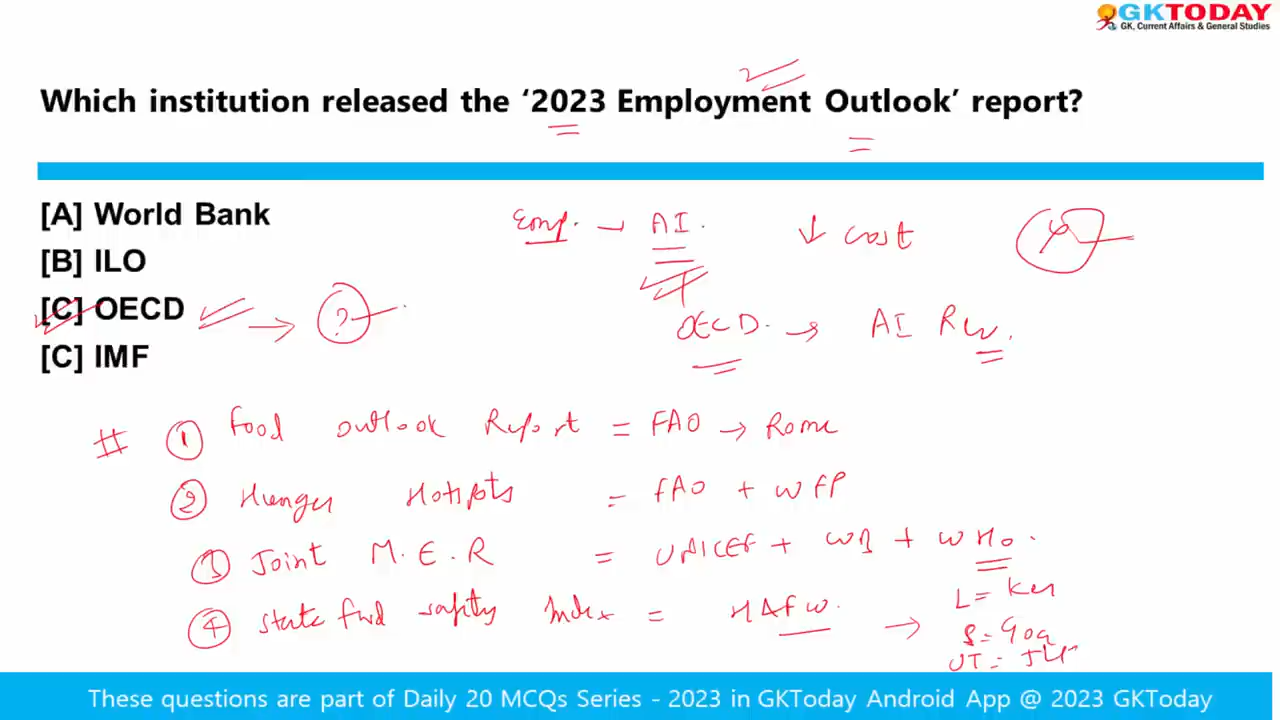 GKTODAY
GK, Current Affairs & General Studies
Which institution released the ‘2023 Employment Outlook’ report?
[A] World Bank
[B] ILO
[C] OECD
[C] IMF
Emp. → AI. ↓ cost
?
OECD. → AI RW.
# ① Food outlook Report = FAO → Rome
② Hunger Hotspots = FAO + WFP
③ Joint M.E.R = UNICEF + WB + WHO.
④ State food safety Index = HAFW. → L = Ker
S = Goa
UT = J&K
These questions are part of Daily 20 MCQs Series - 2023 in GKToday Android App @ 2023 GKToday